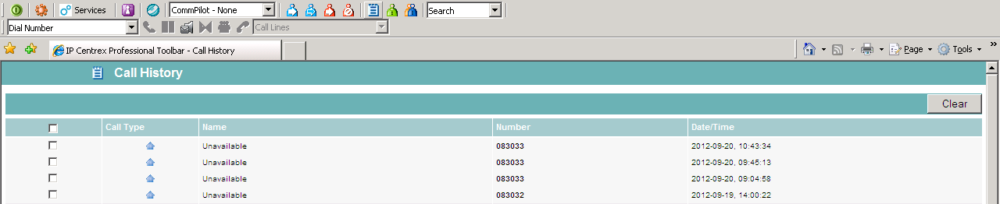 Services CommPilot - None Search
Dial Number Call Lines
IP Centrex Professional Toolbar - Call History Page Tools »
Call History
Clear
Call Type Name Number Date/Time
Unavailable 083033 2012-09-20, 10:43:34
Unavailable 083033 2012-09-20, 09:45:13
Unavailable 083033 2012-09-20, 09:04:58
Unavailable 083032 2012-09-19, 14:00:22